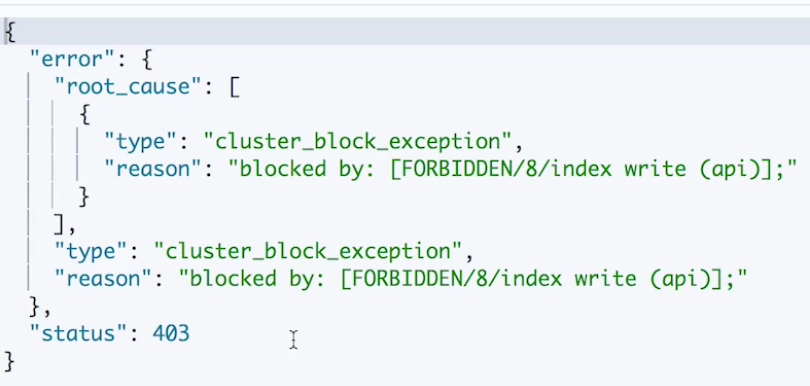 {
  "error": {
    "root_cause": [
      {
        "type": "cluster_block_exception",
        "reason": "blocked by: [FORBIDDEN/8/index write (api)];"
      }
    ],
    "type": "cluster_block_exception",
    "reason": "blocked by: [FORBIDDEN/8/index write (api)];"
  },
  "status": 403
}